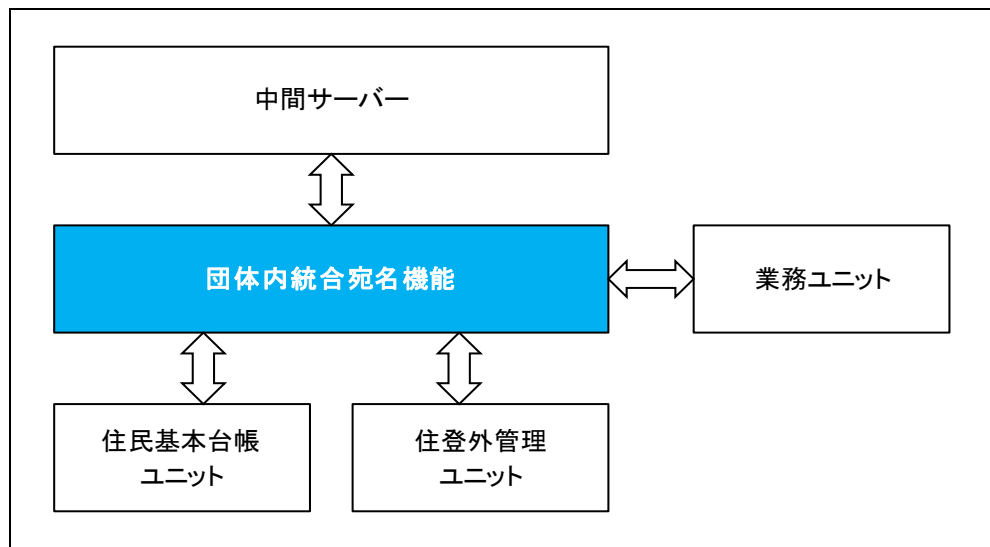 中間サーバー
団体内統合宛名機能
業務ユニット
住民基本台帳
ユニット
住登外管理
ユニット